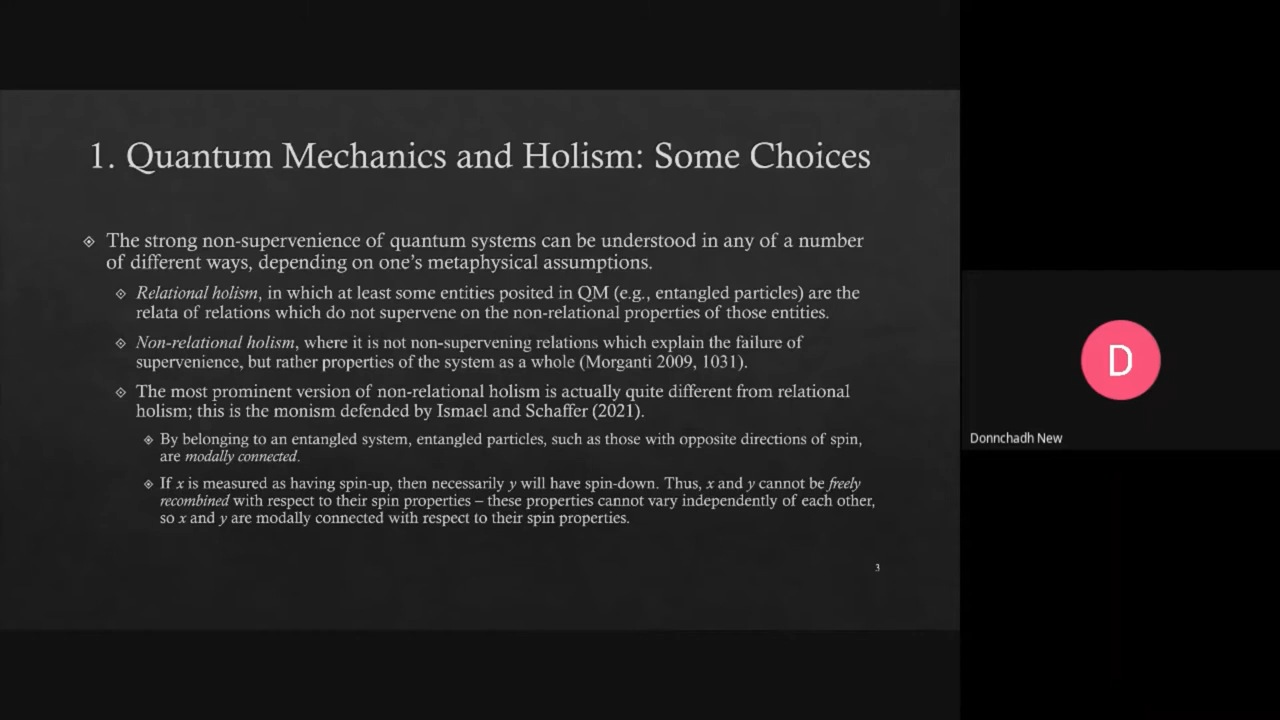 1. Quantum Mechanics and Holism: Some Choices
The strong non-supervenience of quantum systems can be understood in any of a number
of different ways, depending on one's metaphysical assumptions.
Relational holism, in which at least some entities posited in QM (e.g., entangled particles) are the
relata of relations which do not supervene on the non-relational properties of those entities.
Non-relational holism, where it is not non-supervening relations which explain the failure of
supervenience, but rather properties of the system as a whole (Morganti 2009, 1031).
The most prominent version of non-relational holism is actually quite different from relational
holism; this is the monism defended by Ismael and Schaffer (2021).
By belonging to an entangled system, entangled particles, such as those with opposite directions of spin,
are modally connected.
If x is measured as having spin-up, then necessarily y will have spin-down. Thus, x and y cannot be freely
recombined with respect to their spin properties – these properties cannot vary independently of each other,
so x and y are modally connected with respect to their spin properties.
3
D
Donnchadh New